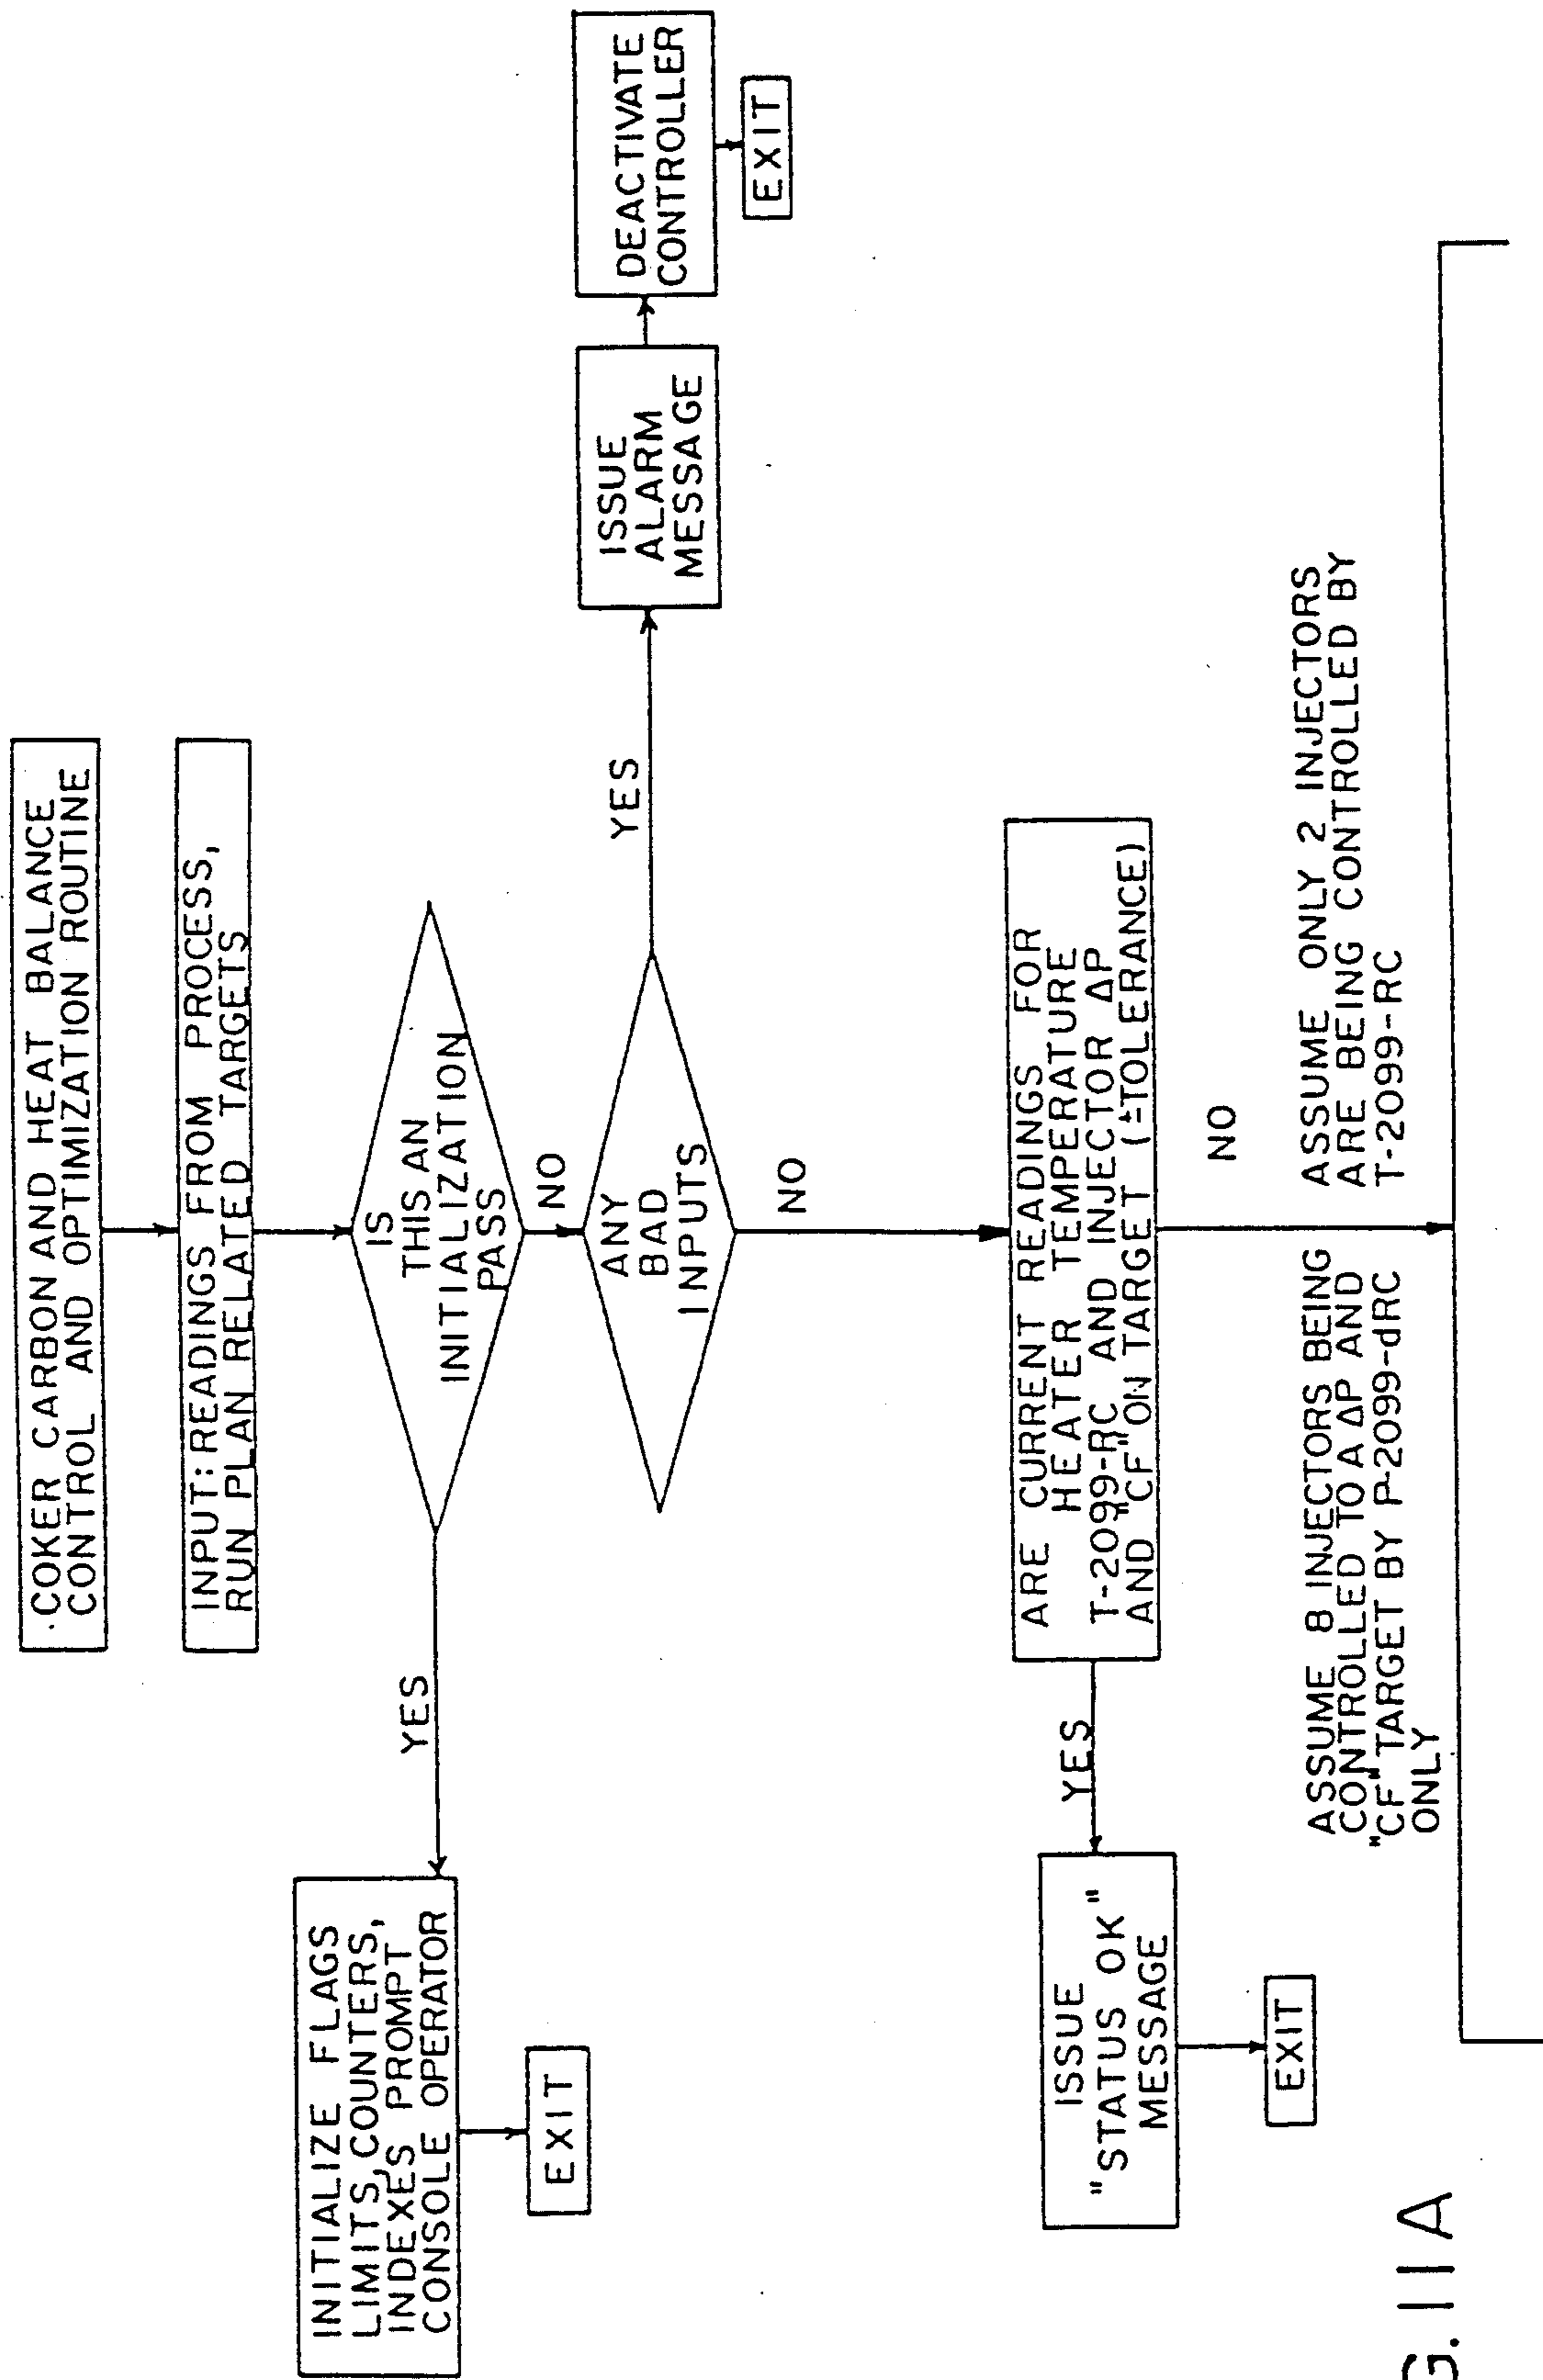 COKER CARBON AND HEAT BALANCE
CONTROL AND OPTIMIZATION ROUTINE
INPUT: READINGS FROM PROCESS,
RUN PLAN RELATED TARGETS
IS
THIS AN
INITIALIZATION
PASS
YES
INITIALIZE FLAGS
LIMITS, COUNTERS,
INDEXES, PROMPT
CONSOLE OPERATOR
EXIT
NO
ANY
BAD
INPUTS
YES
ISSUE
ALARM
MESSAGE
DEACTIVATE
CONTROLLER
EXIT
NO
ARE CURRENT READINGS FOR
HEATER TEMPERATURE
T-2099-RC AND INJECTOR ΔP
AND "CF" ON TARGET (±TOLERANCE)
YES
ISSUE
"STATUS OK"
MESSAGE
EXIT
NO
ASSUME 8 INJECTORS BEING
CONTROLLED TO A ΔP AND
"CF" TARGET BY P-2099-dRC
ONLY
ASSUME ONLY 2 INJECTORS
ARE BEING CONTROLLED BY
T-2099-RC
G. 11A